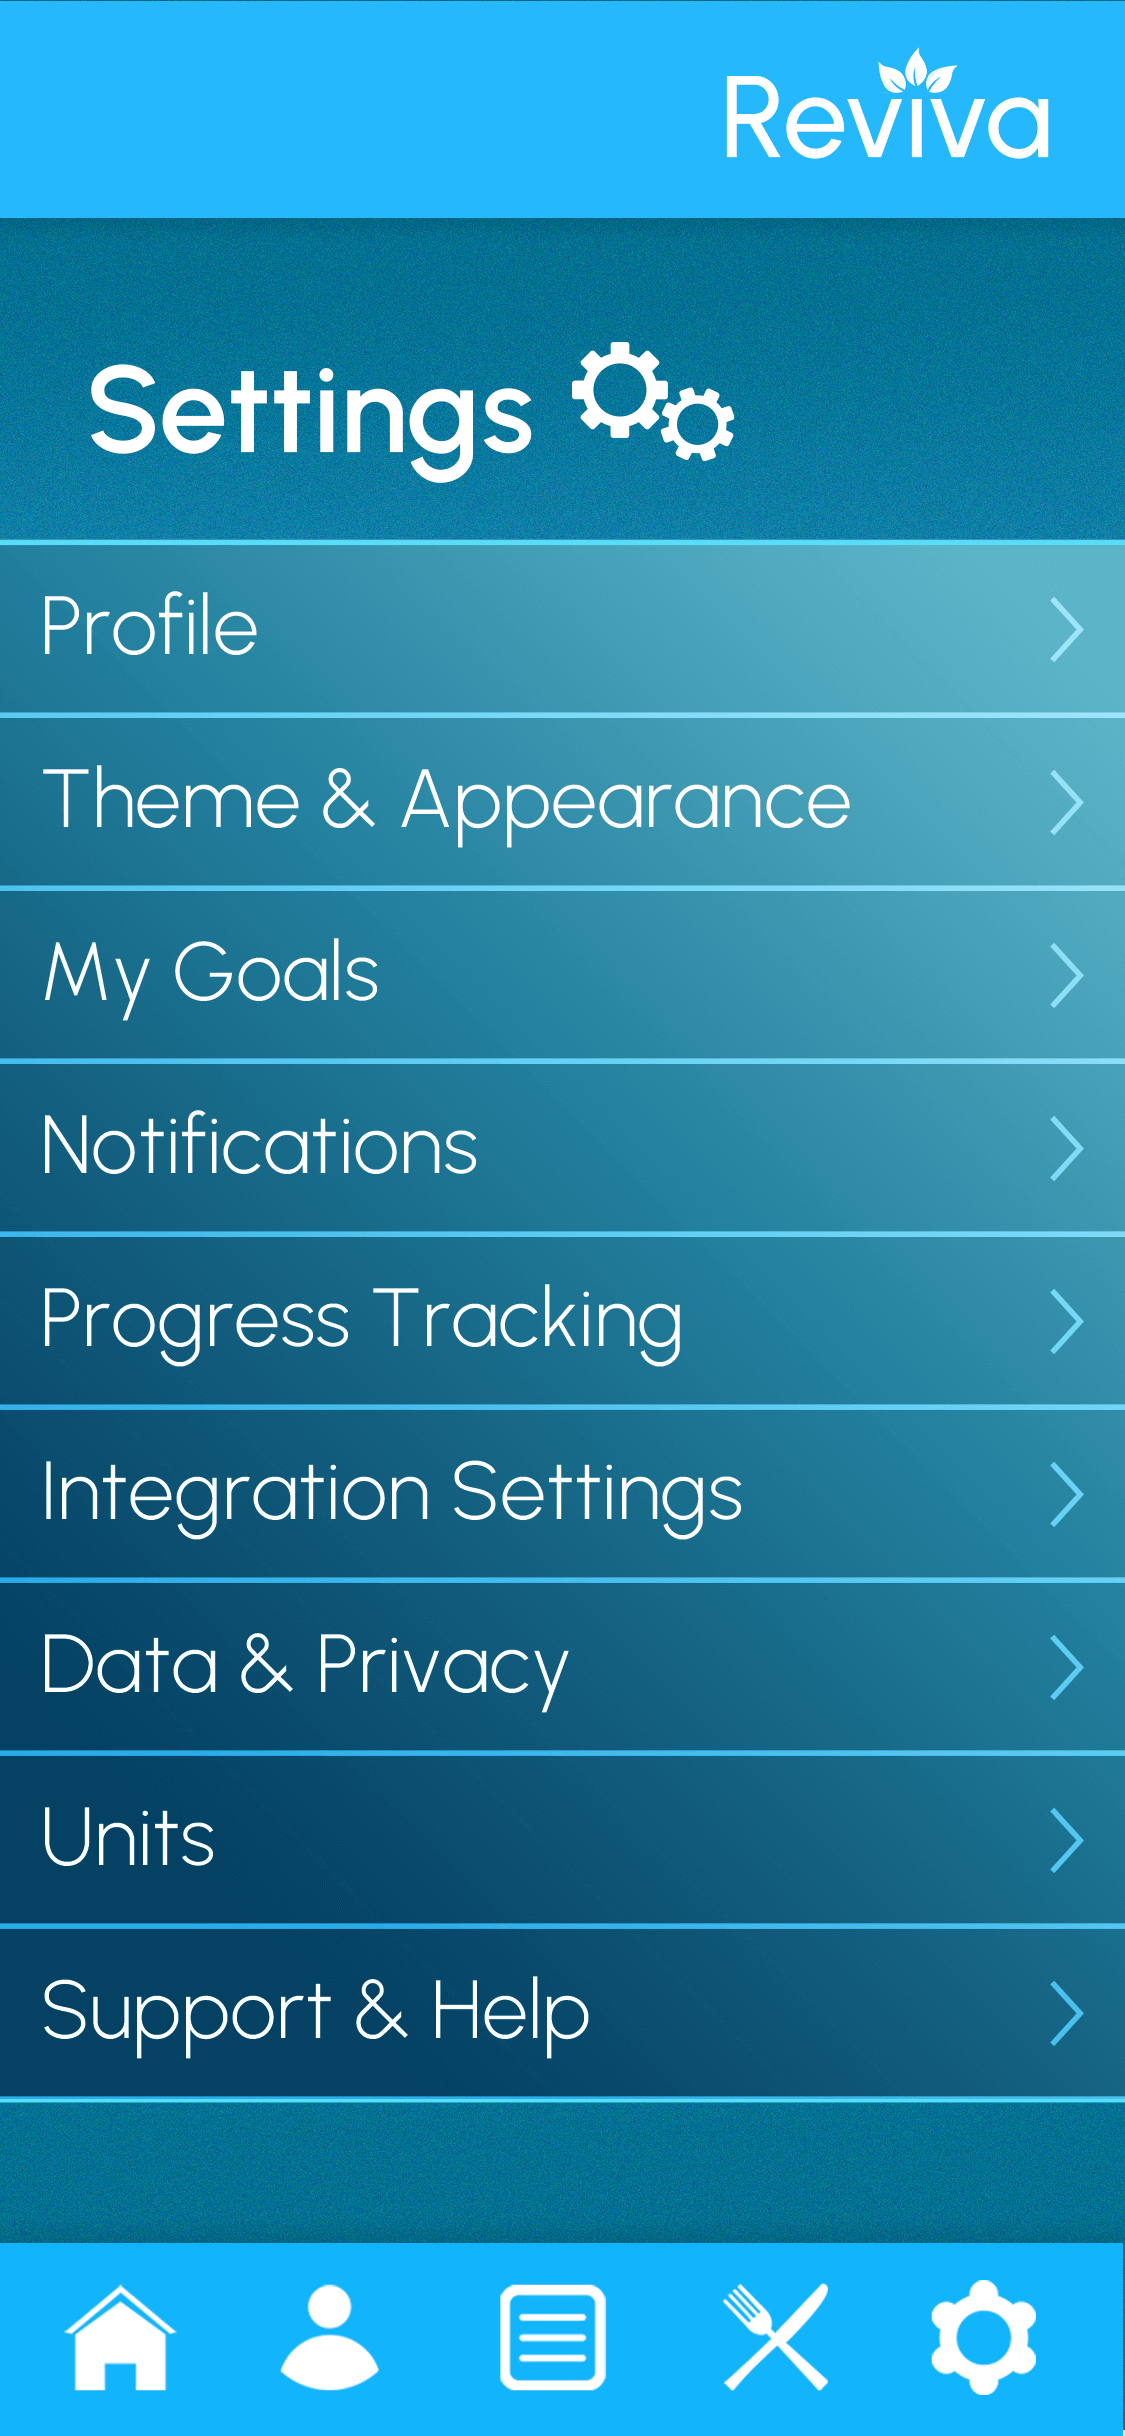 Reviva
Settings
Profile
Theme & Appearance
My Goals
Notifications
Progress Tracking
Integration Settings
Data & Privacy
Units
Support & Help